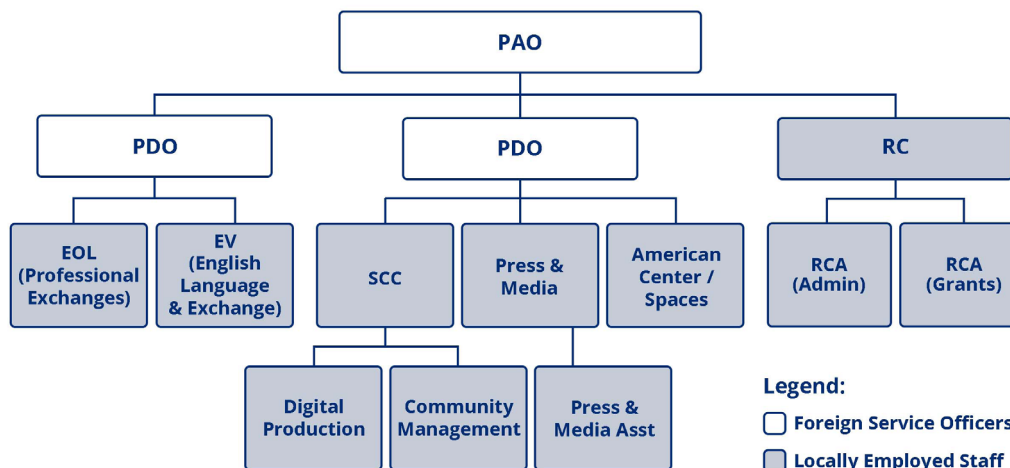 PAO
PDO
PDO
RC
EOL
(Professional
Exchanges)
EV
(English
Language
& Exchange)
SCC
Press &
Media
American
Center /
Spaces
RCA
(Admin)
RCA
(Grants)
Digital
Production
Community
Management
Press &
Media Asst
Legend:
Foreign Service Officers
Locally Employed Staff